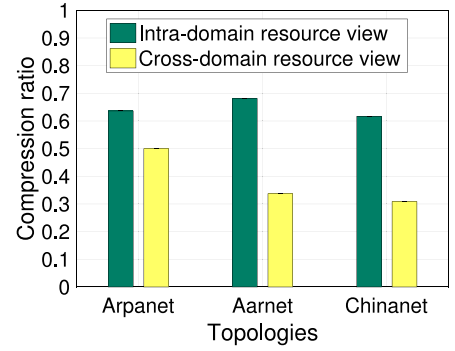 1
0.9
0.8
0.7
0.6
0.5
0.4
0.3
0.2
0.1
0
Compression ratio
Intra-domain resource view
Cross-domain resource view
Arpanet Aarnet Chinanet
Topologies